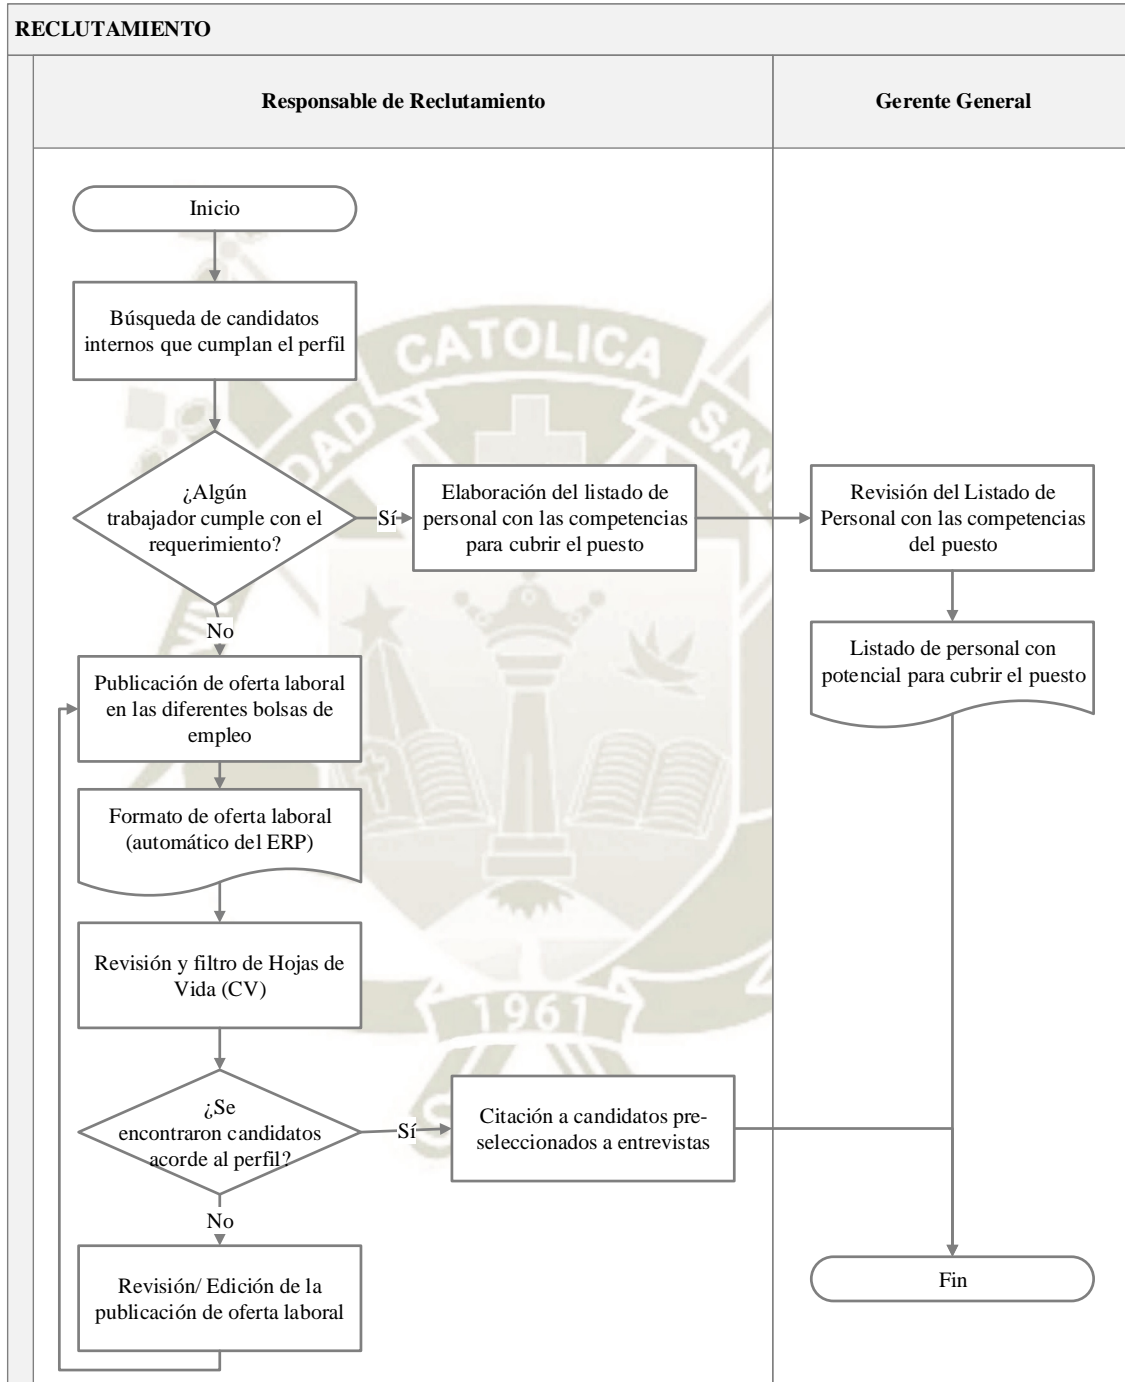 RECLUTAMIENTO
Responsable de Reclutamiento
Gerente General
Inicio
Búsqueda de candidatos
internos que cumplan el perfil
¿Algún
trabajador cumple con el
requerimiento?
Sí
Elaboración del listado de
personal con las competencias
para cubrir el puesto
Revisión del Listado de
Personal con las competencias
del puesto
No
Listado de personal con
potencial para cubrir el puesto
Publicación de oferta laboral
en las diferentes bolsas de
empleo
Formato de oferta laboral
(automático del ERP)
Revisión y filtro de Hojas de
Vida (CV)
¿Se
encontraron candidatos
acorde al perfil?
Sí
Citación a candidatos pre-
seleccionados a entrevistas
No
Revisión/ Edición de la
publicación de oferta laboral
Fin
CATOLICA
1961